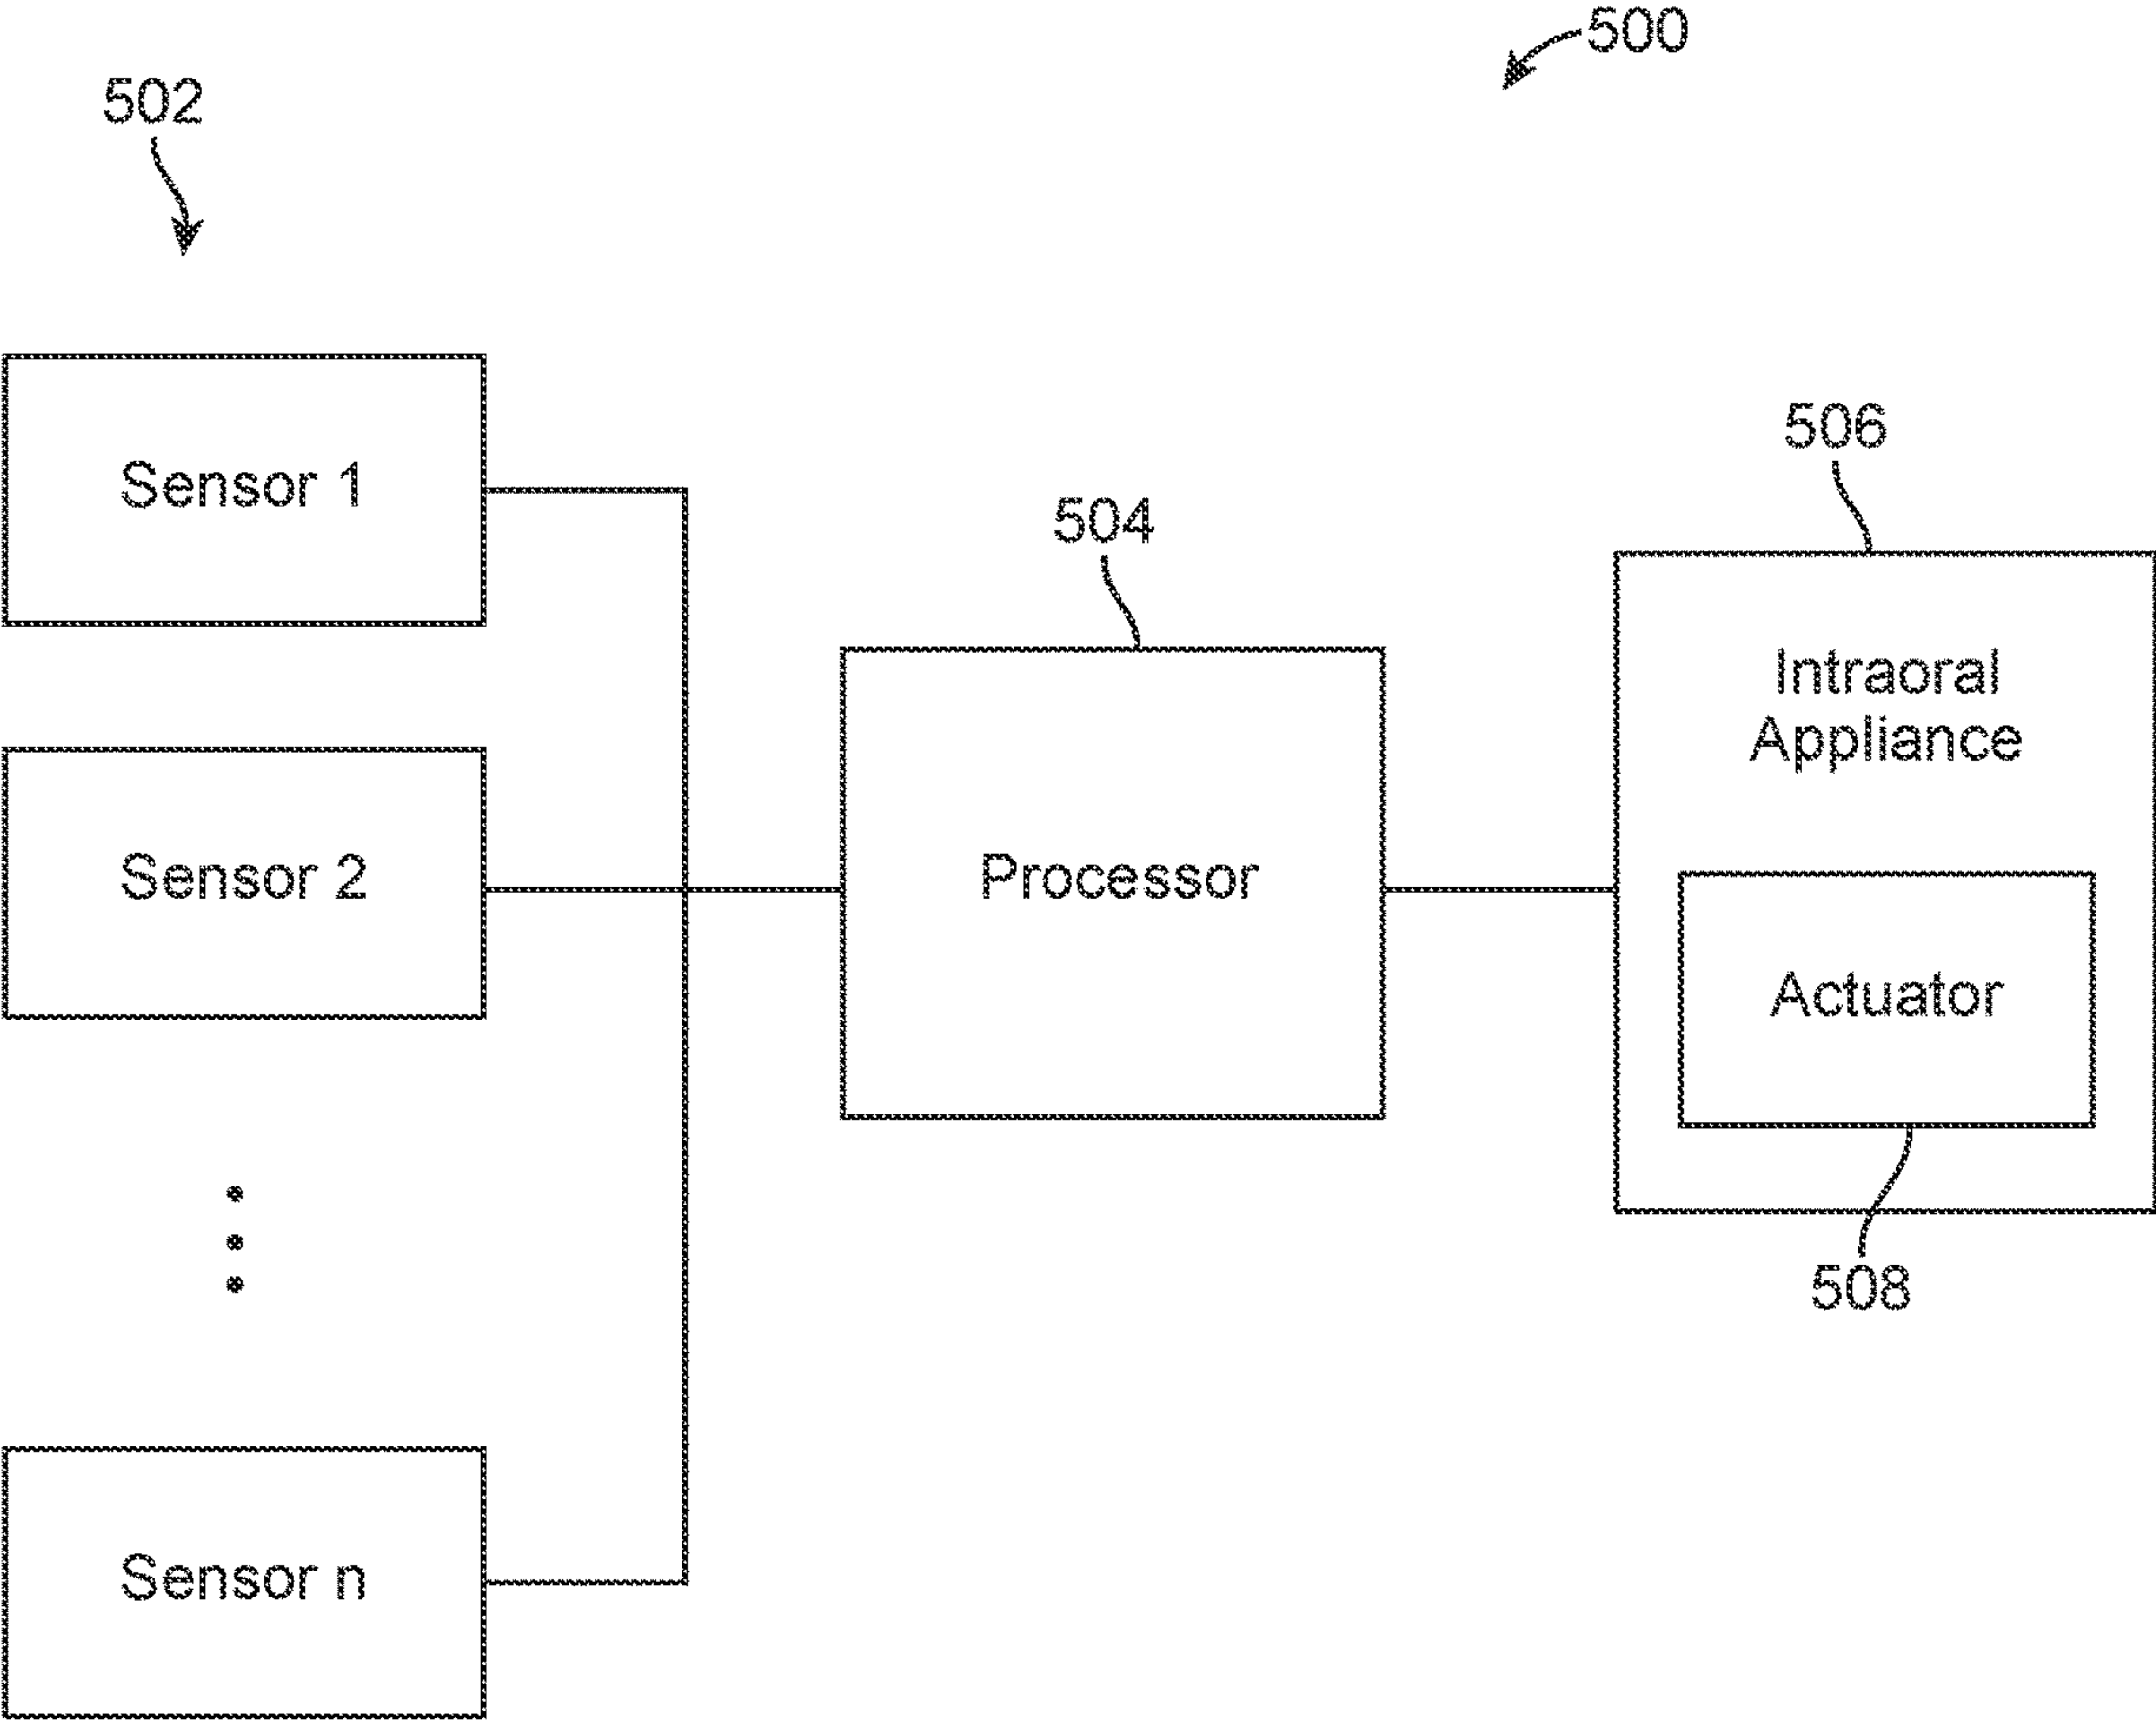 500
502
Sensor 1
506
504
Intraoral
Appliance
Sensor 2
Processor
Actuator
508
Sensor n